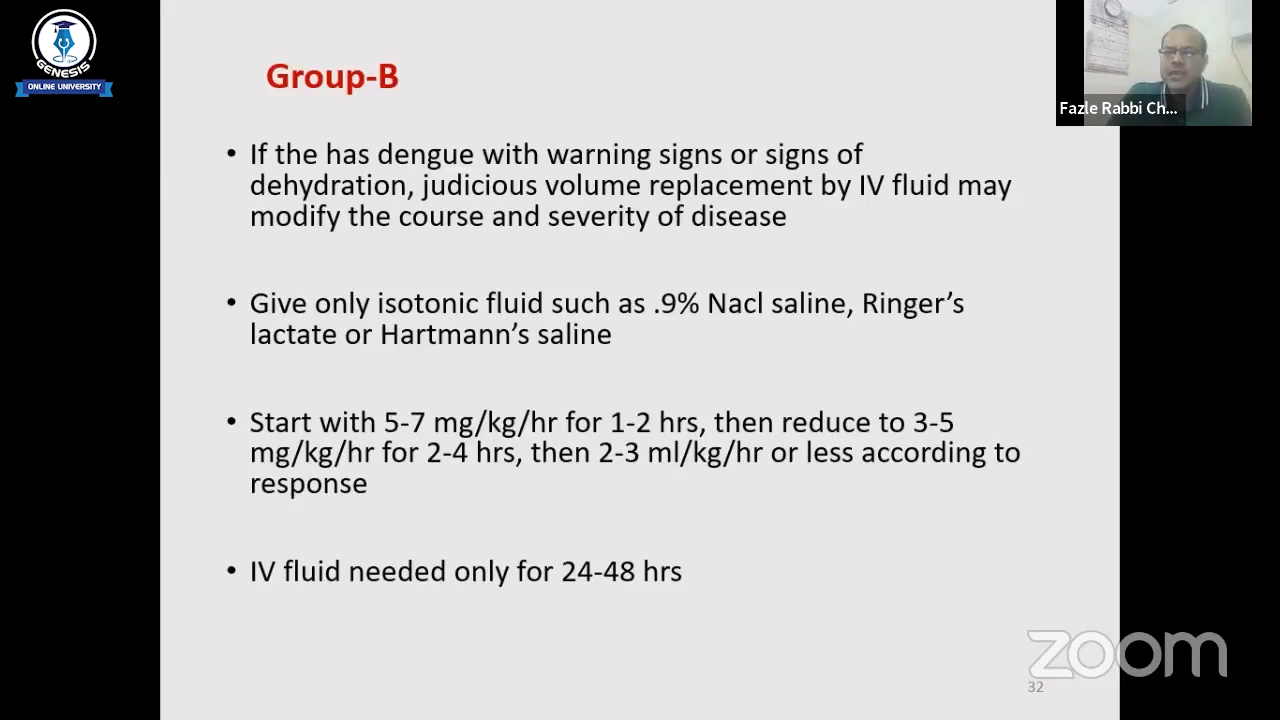 GENESIS
ONLINE UNIVERSITY
Fazle Rabbi Ch...
Group-B
• If the has dengue with warning signs or signs of
dehydration, judicious volume replacement by IV fluid may
modify the course and severity of disease
• Give only isotonic fluid such as .9% Nacl saline, Ringer’s
lactate or Hartmann’s saline
• Start with 5-7 mg/kg/hr for 1-2 hrs, then reduce to 3-5
mg/kg/hr for 2-4 hrs, then 2-3 ml/kg/hr or less according to
response
• IV fluid needed only for 24-48 hrs
zoom
32